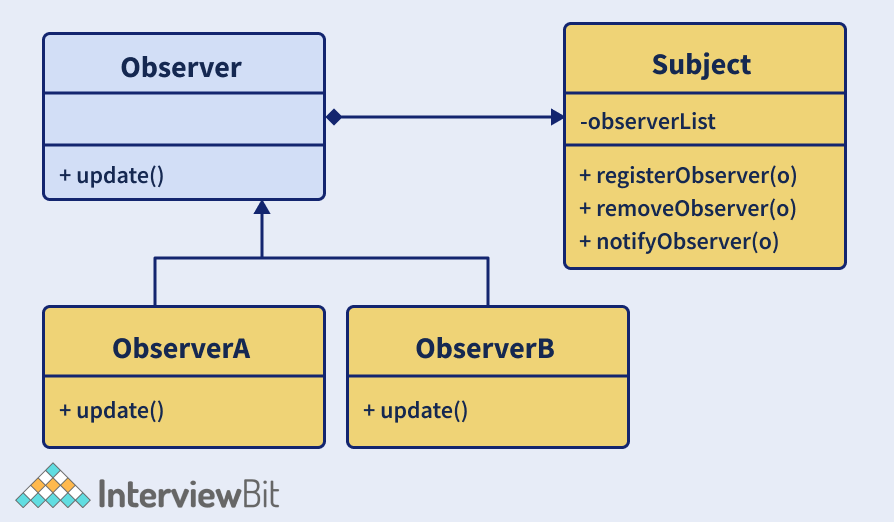 Observer
+ update()
Subject
-observerList
+ registerObserver(o)
+ removeObserver(o)
+ notifyObserver(o)
ObserverA
+ update()
ObserverB
+ update()
InterviewBit